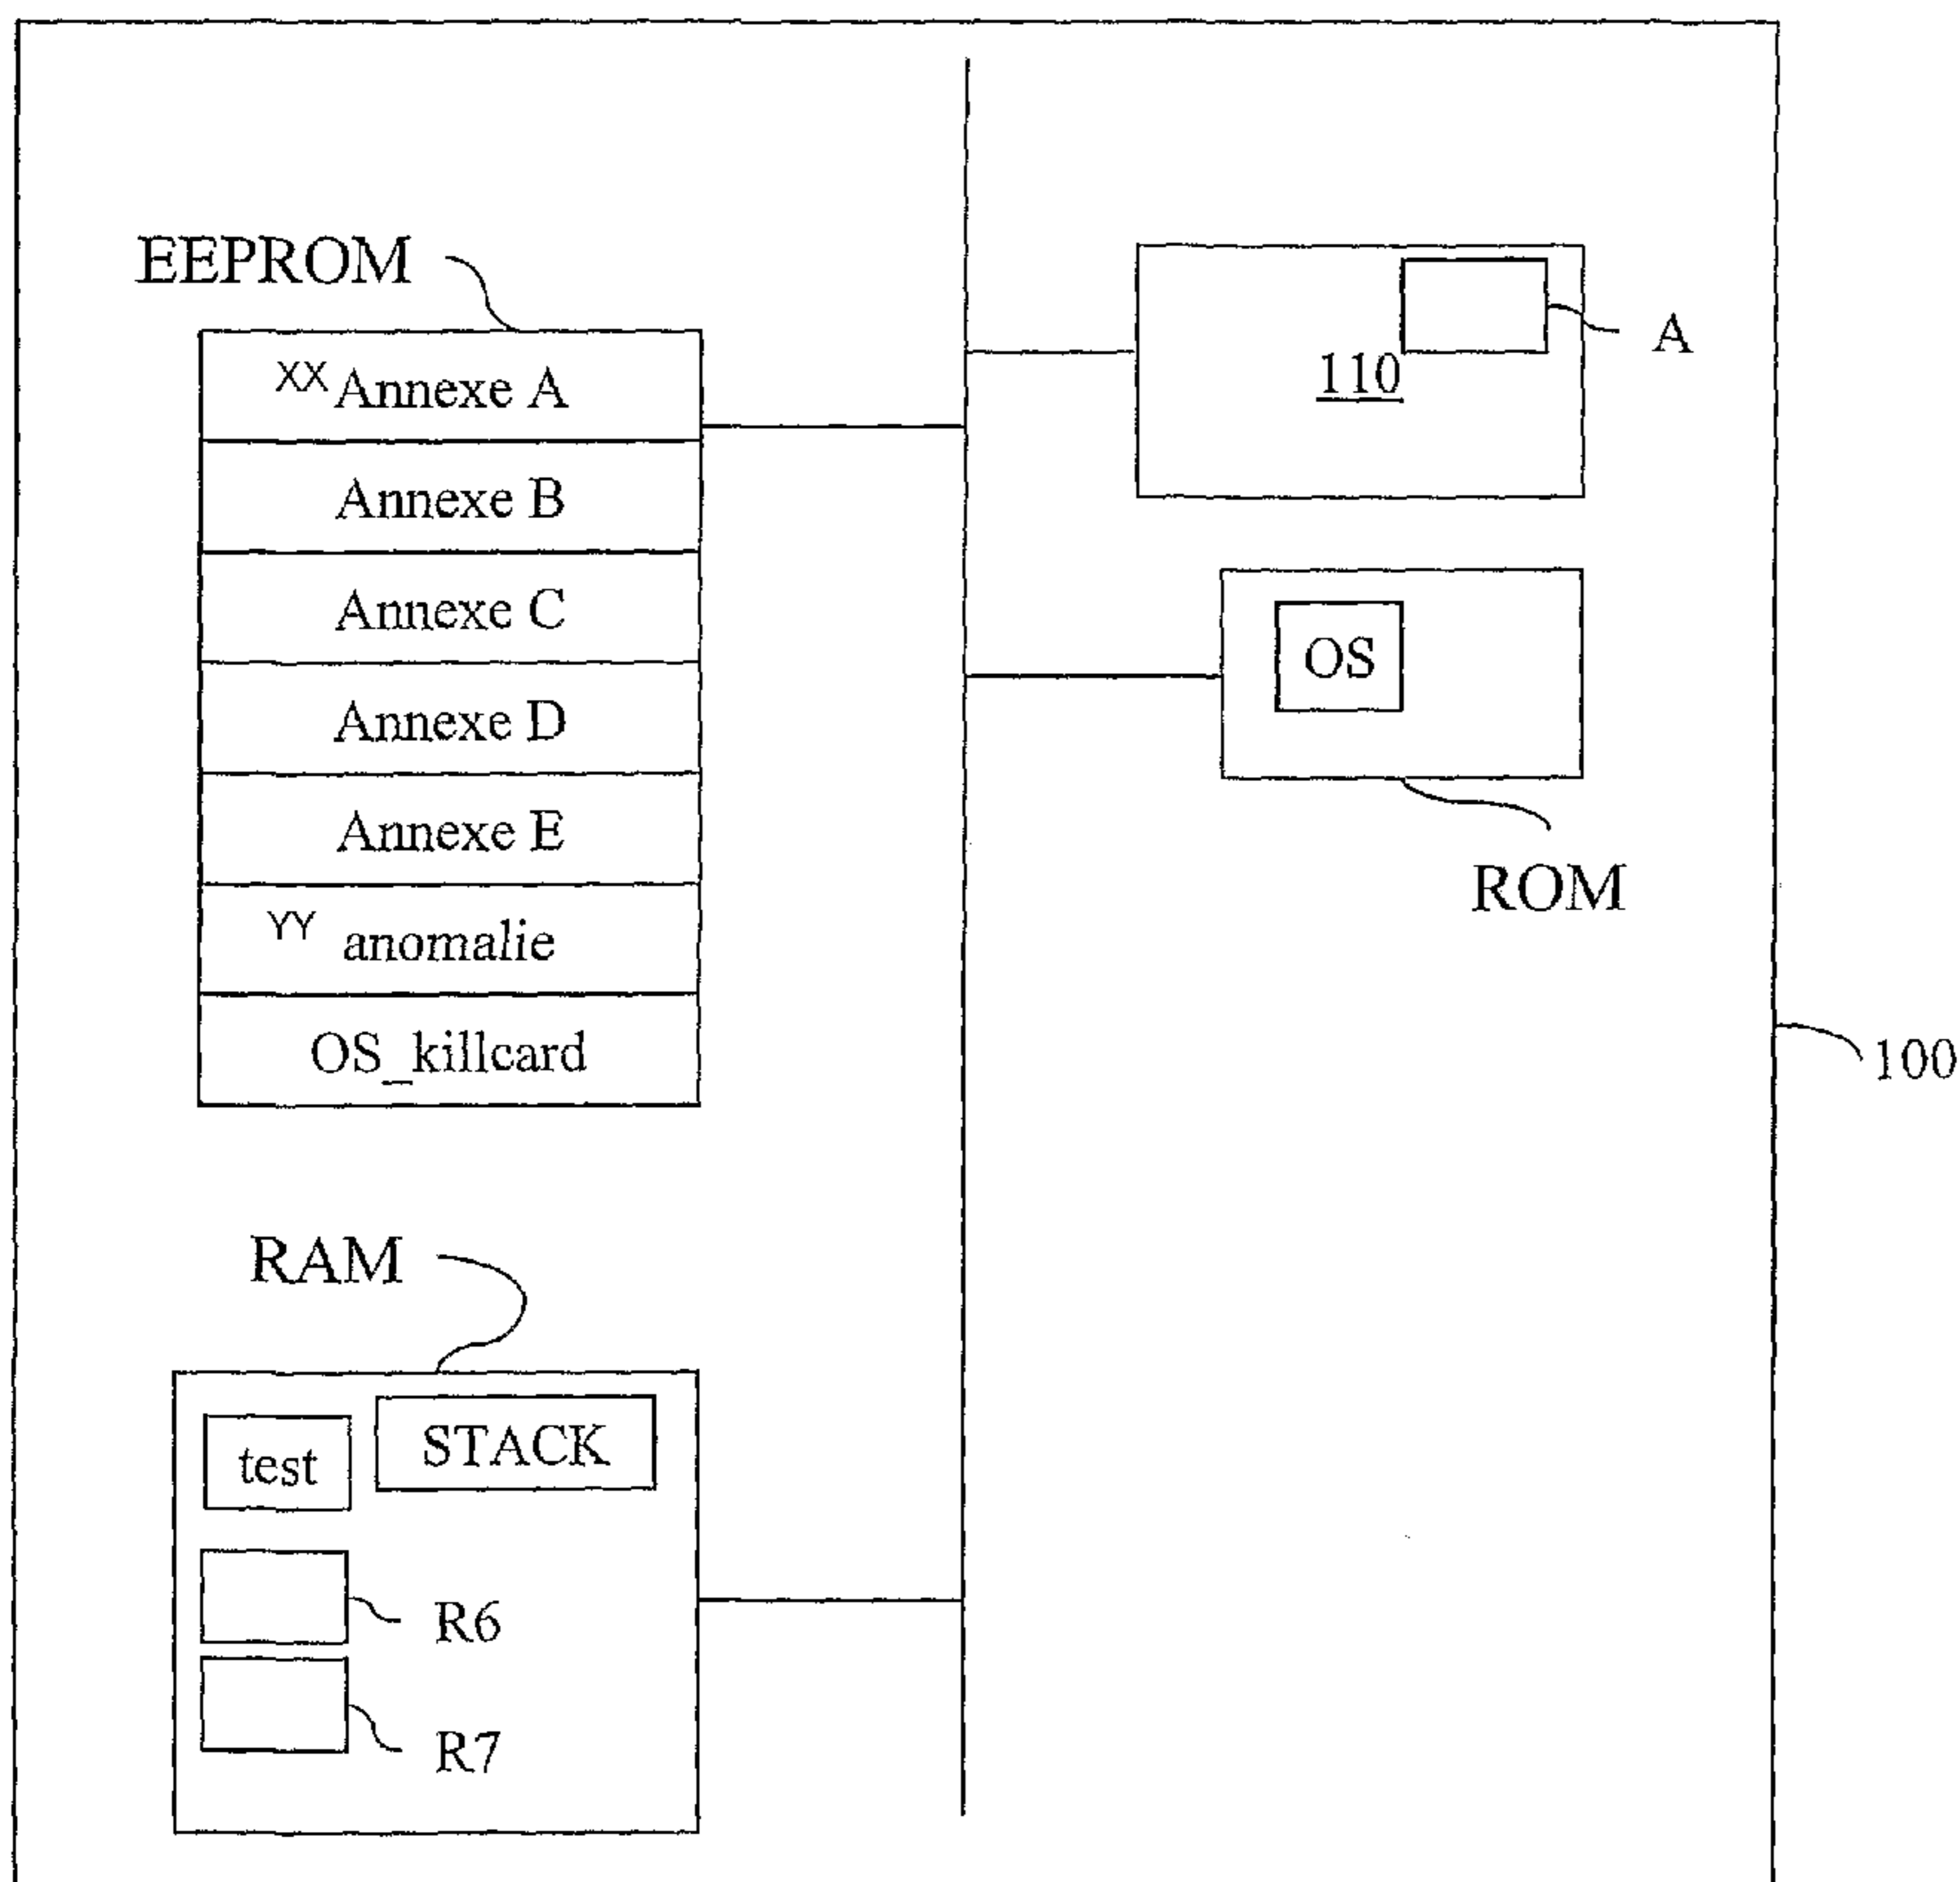 EEPROM
XX Annexe A
Annexe B
Annexe C
Annexe D
Annexe E
YY anomalie
OS_killcard
RAM
test
STACK
R6
R7
A
110
OS
ROM
100